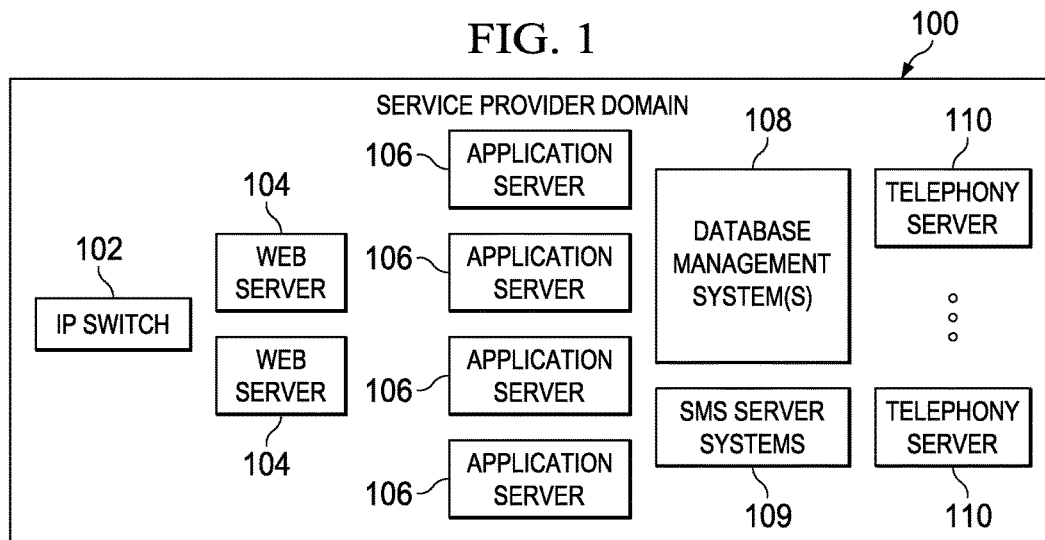 FIG. 1
100
SERVICE PROVIDER DOMAIN
102
IP SWITCH
104
WEB
SERVER
WEB
SERVER
104
106
APPLICATION
SERVER
106
APPLICATION
SERVER
106
APPLICATION
SERVER
106
APPLICATION
SERVER
108
DATABASE
MANAGEMENT
SYSTEM(S)
SMS SERVER
SYSTEMS
109
110
TELEPHONY
SERVER
TELEPHONY
SERVER
110